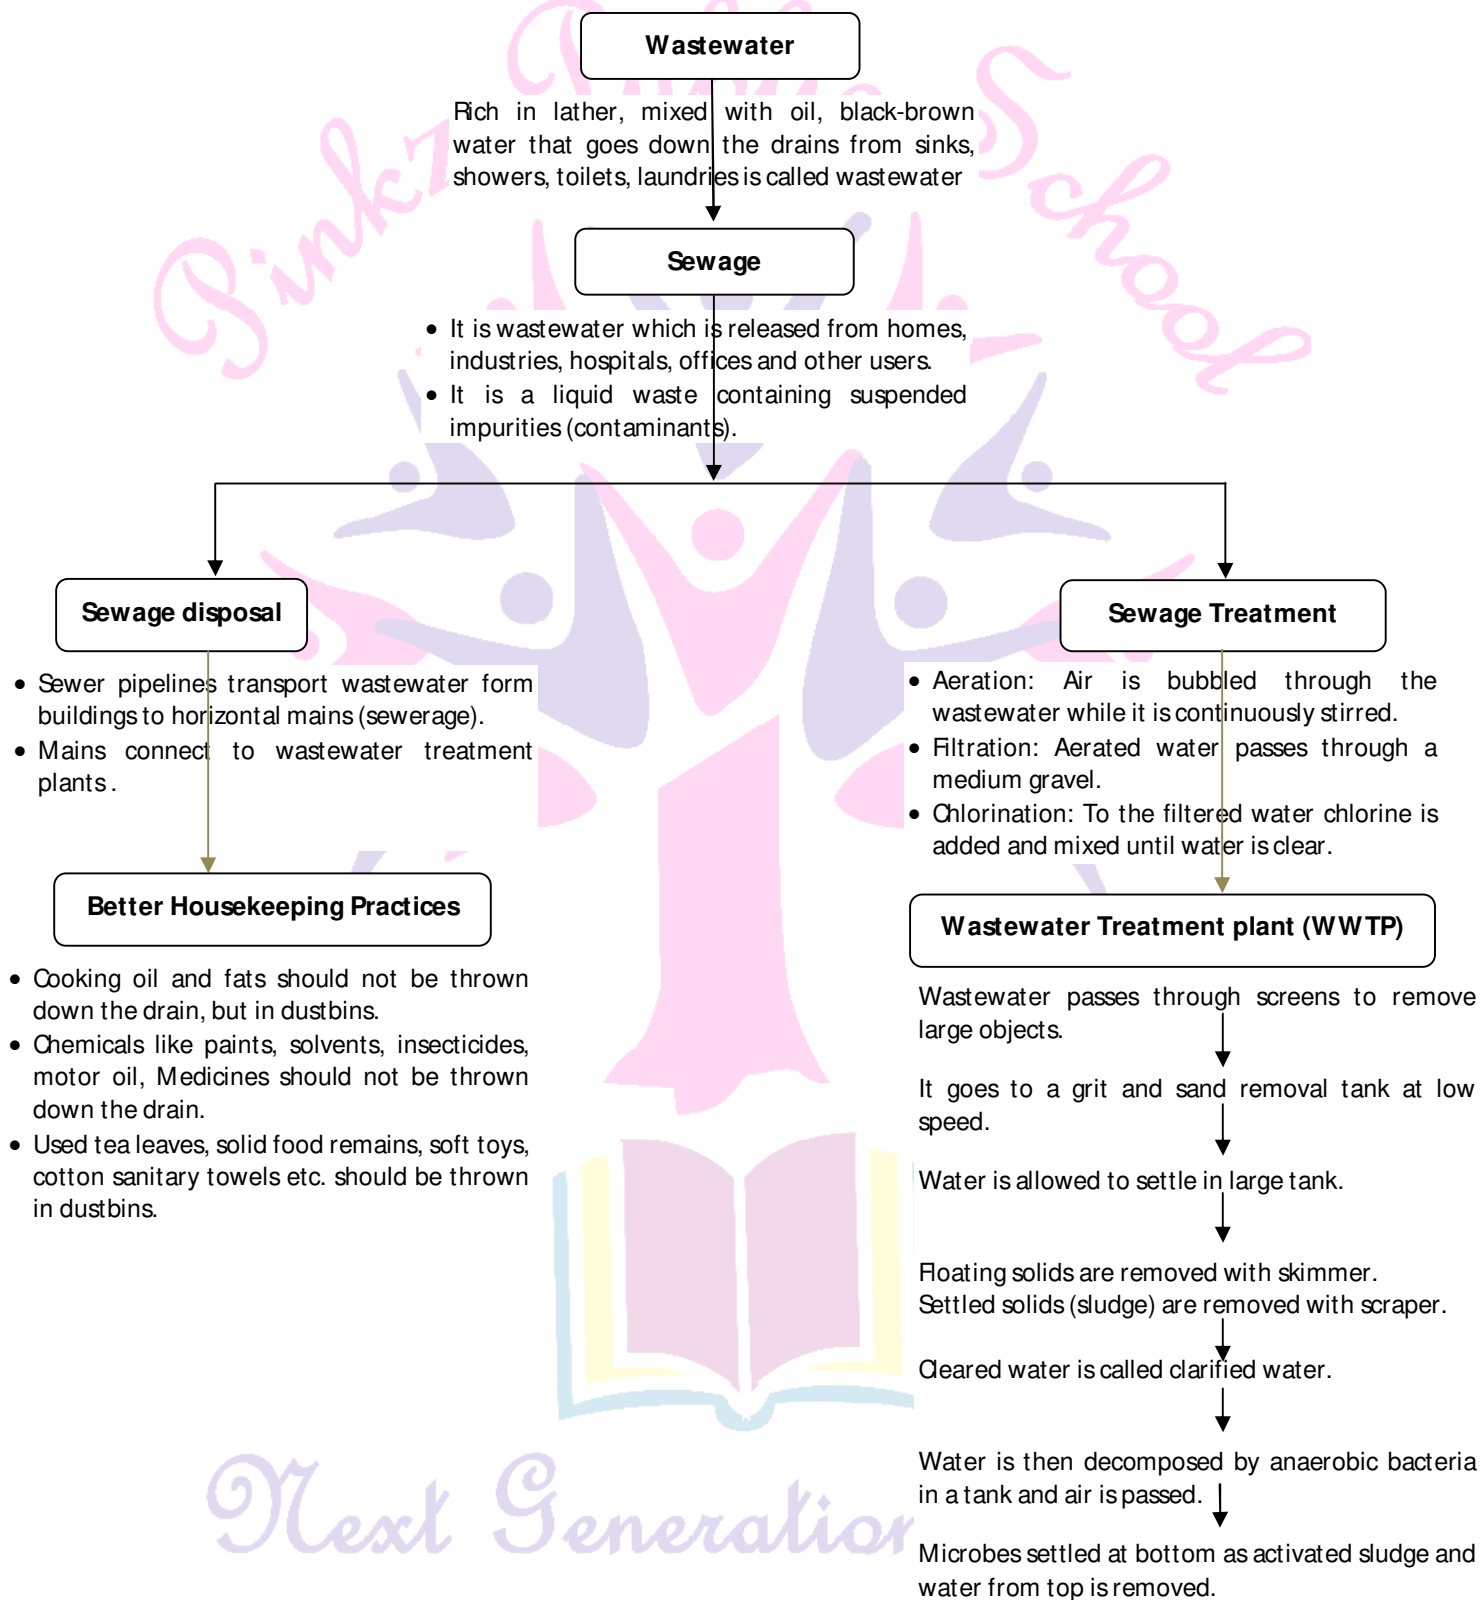 Wastewater
Rich in lather, mixed with oil, black-brown
water that goes down the drains from sinks,
showers, toilets, laundries is called wastewater
Sewage
• It is wastewater which is released from homes,
industries, hospitals, offices and other users.
• It is a liquid waste containing suspended
impurities (contaminants).
Sewage disposal
• Sewer pipelines transport wastewater form
buildings to horizontal mains (sewerage).
• Mains connect to wastewater treatment
plants .
Better Housekeeping Practices
• Cooking oil and fats should not be thrown
down the drain, but in dustbins.
• Chemicals like paints, solvents, insecticides,
motor oil, Medicines should not be thrown
down the drain.
• Used tea leaves, solid food remains, soft toys,
cotton sanitary towels etc. should be thrown
in dustbins.
Sewage Treatment
• Aeration: Air is bubbled through the
wastewater while it is continuously stirred.
• Filtration: Aerated water passes through a
medium gravel.
• Chlorination: To the filtered water chlorine is
added and mixed until water is clear.
Wastewater Treatment plant (WWTP)
Wastewater passes through screens to remove
large objects.
It goes to a grit and sand removal tank at low
speed.
Water is allowed to settle in large tank.
Floating solids are removed with skimmer.
Settled solids (sludge) are removed with scraper.
Cleared water is called clarified water.
Water is then decomposed by anaerobic bacteria
in a tank and air is passed.
Microbes settled at bottom as activated sludge and
water from top is removed.
School
Next Generation